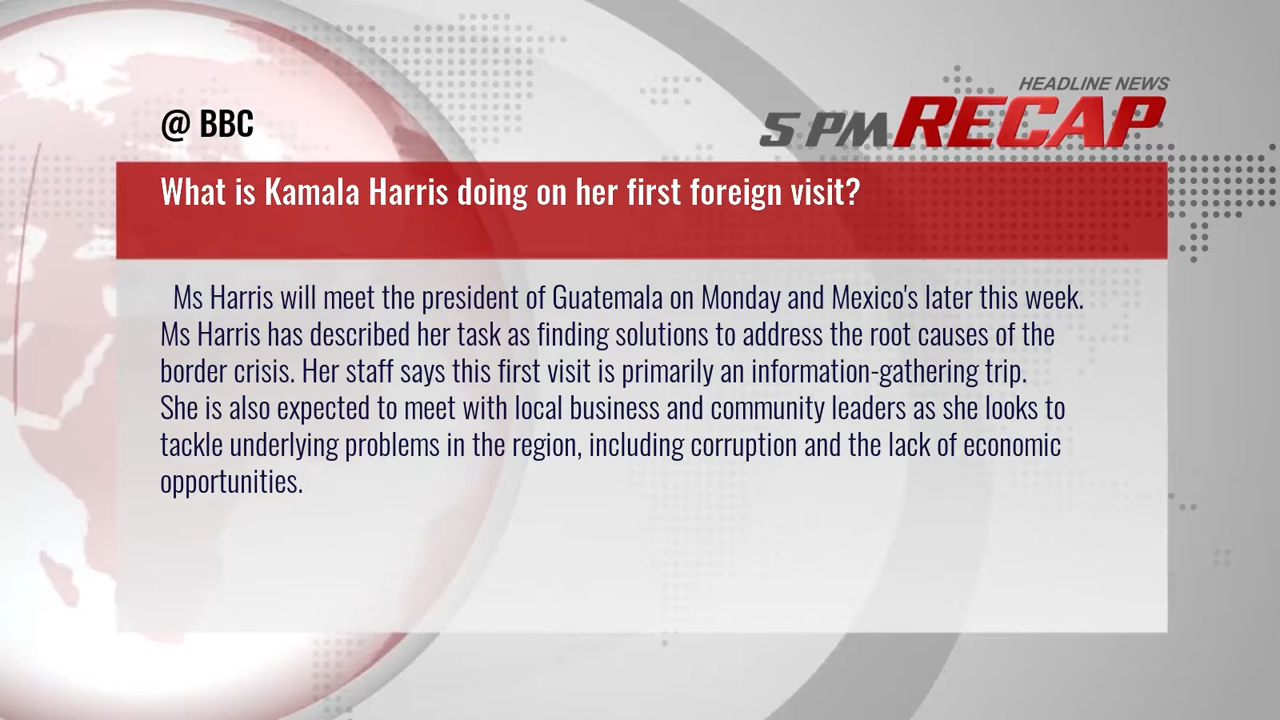 HEADLINE NEWS
@ BBC
5 PM RECAP
What is Kamala Harris doing on her first foreign visit?
Ms Harris will meet the president of Guatemala on Monday and Mexico's later this week.
Ms Harris has described her task as finding solutions to address the root causes of the
border crisis. Her staff says this first visit is primarily an information-gathering trip.
She is also expected to meet with local business and community leaders as she looks to
tackle underlying problems in the region, including corruption and the lack of economic
opportunities.